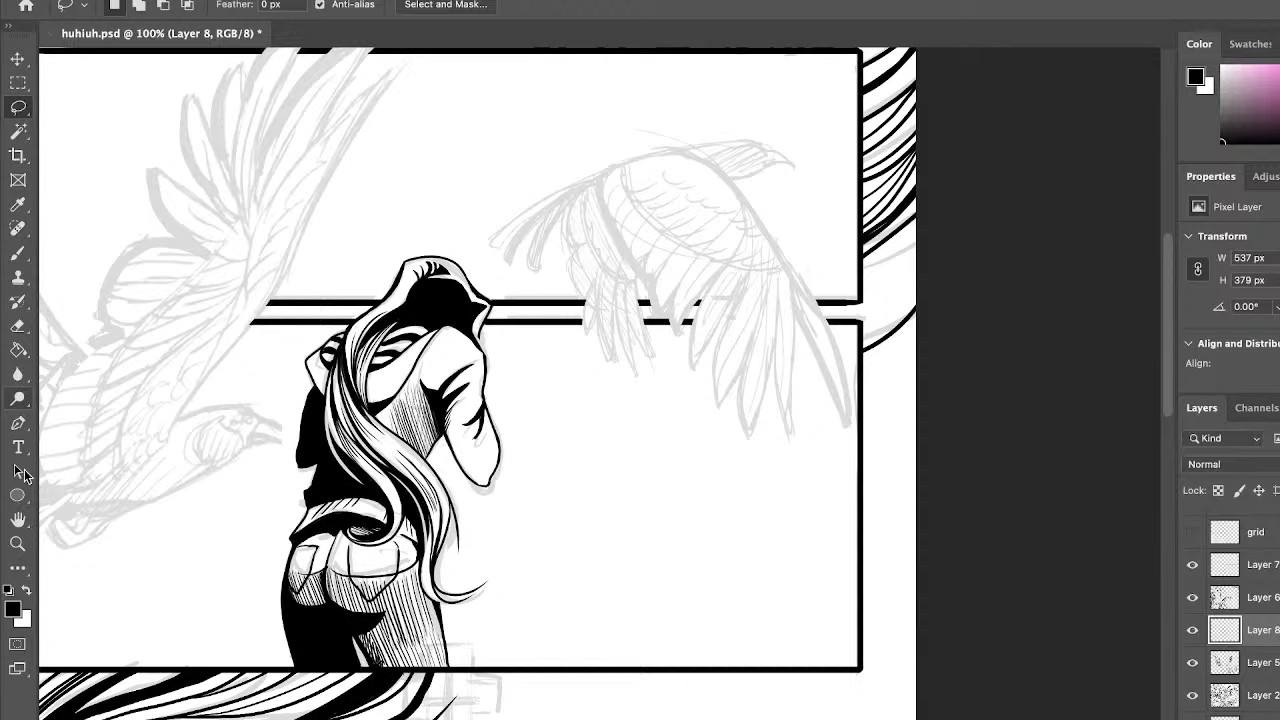 Feather: 0 px Anti-alias Select and Mask...
huhiuh.psd @ 100% (Layer 8, RGB/8) *
Color Swatches
Properties Adjus
Pixel Layer
Transform
W 537 px
H 379 px
0.00°
Align and Distrib
Align:
Layers Channels
Kind
Normal
Lock:
grid
Layer 7
Layer 6
Layer 8
Layer
Layer 2